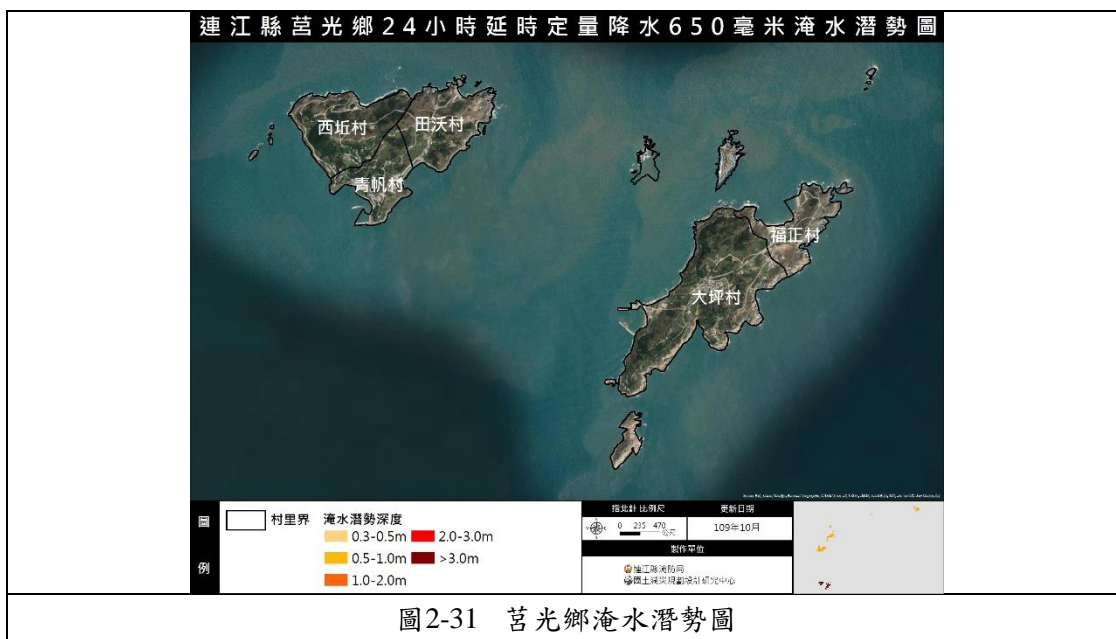 連江縣莒光鄉24小時延時定量降水650毫米淹水潛勢圖
西坵村
田沃村
青帆村
福正村
大坪村
圖例
村里界
淹水潛勢深度
0.3-0.5m
2.0-3.0m
0.5-1.0m
>3.0m
1.0-2.0m
指北針 比例尺
更新日期
0 235 470
公尺
109年10月
製作單位
連江縣消防局
國土減災規劃設計研究中心
圖2-31 莒光鄉淹水潛勢圖